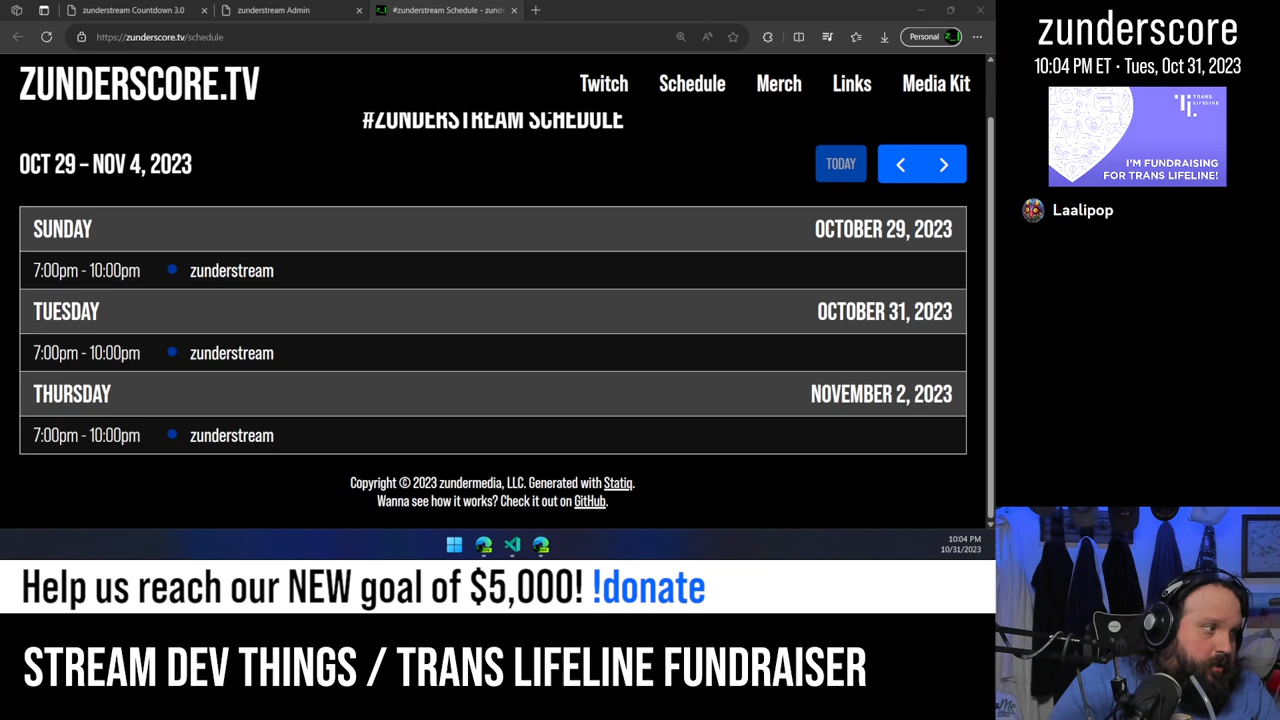 zunderstream Countdown 3.0
zunderstream Admin
#zunderstream Schedule - zund
https://zunderscore.tv/schedule
Personal
ZUNDERSCORE.TV
Twitch
Schedule
Merch
Links
Media Kit
#ZUNDERSTREAM SCHEDULE
OCT 29 – NOV 4, 2023
TODAY
SUNDAY
OCTOBER 29, 2023
7:00pm - 10:00pm
zunderstream
TUESDAY
OCTOBER 31, 2023
7:00pm - 10:00pm
zunderstream
THURSDAY
NOVEMBER 2, 2023
7:00pm - 10:00pm
zunderstream
Copyright © 2023 zundermedia, LLC. Generated with Statiq.
Wanna see how it works? Check it out on GitHub.
10:04 PM
10/31/2023
Help us reach our NEW goal of $5,000! !donate
STREAM DEV THINGS / TRANS LIFELINE FUNDRAISER
zunderscore
10:04 PM ET · Tues, Oct 31, 2023
TRANS
LIFELINE
I'M FUNDRAISING
FOR TRANS LIFELINE!
Laalipop